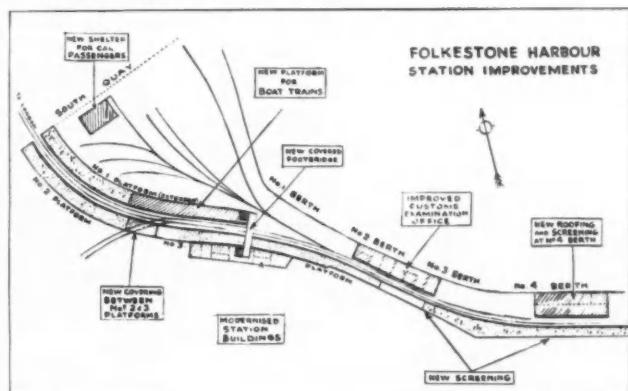 FOLKESTONE HARBOUR
STATION IMPROVEMENTS
NEW SHELTER
FOR CAL
PASSENGERS
SOUTH QUAY
NEW PLATFORM
FOR
BOAT TRAINS
NEW COVERED
FOOTBRIDGE
No. 1 PLATFORM
No. 2 PLATFORM
No. 1 BERTH
IMPROVED
CUSTOMS
EXAMINATION
OFFICE
No. 2 BERTH
No. 3 BERTH
NEW ROOFING
AND SCREENING
AT No 4 BERTH
No. 4 BERTH
No. 3 PLATFORM
NEW COVERING
BETWEEN
Nos 2&3
PLATFORMS
MODERNISED
STATION
BUILDINGS
NEW SCREENING